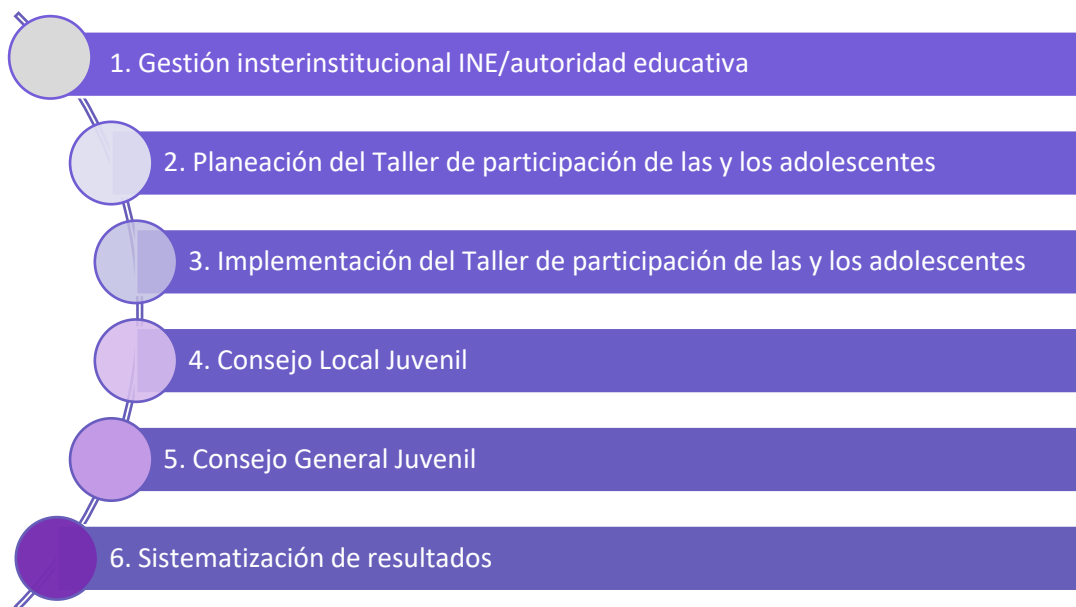 1. Gestión insterinstitucional INE/autoridad educativa
2. Planeación del Taller de participación de las y los adolescentes
3. Implementación del Taller de participación de las y los adolescentes
4. Consejo Local Juvenil
5. Consejo General Juvenil
6. Sistematización de resultados